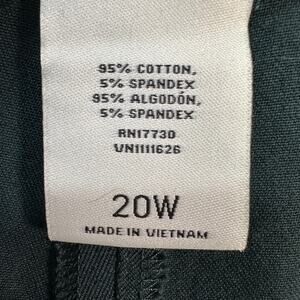 95% COTTON,
5% SPANDEX
95% ALGODÓN,
5% SPANDEX
RN17730
VN1111626
20W
MADE IN VIETNAM